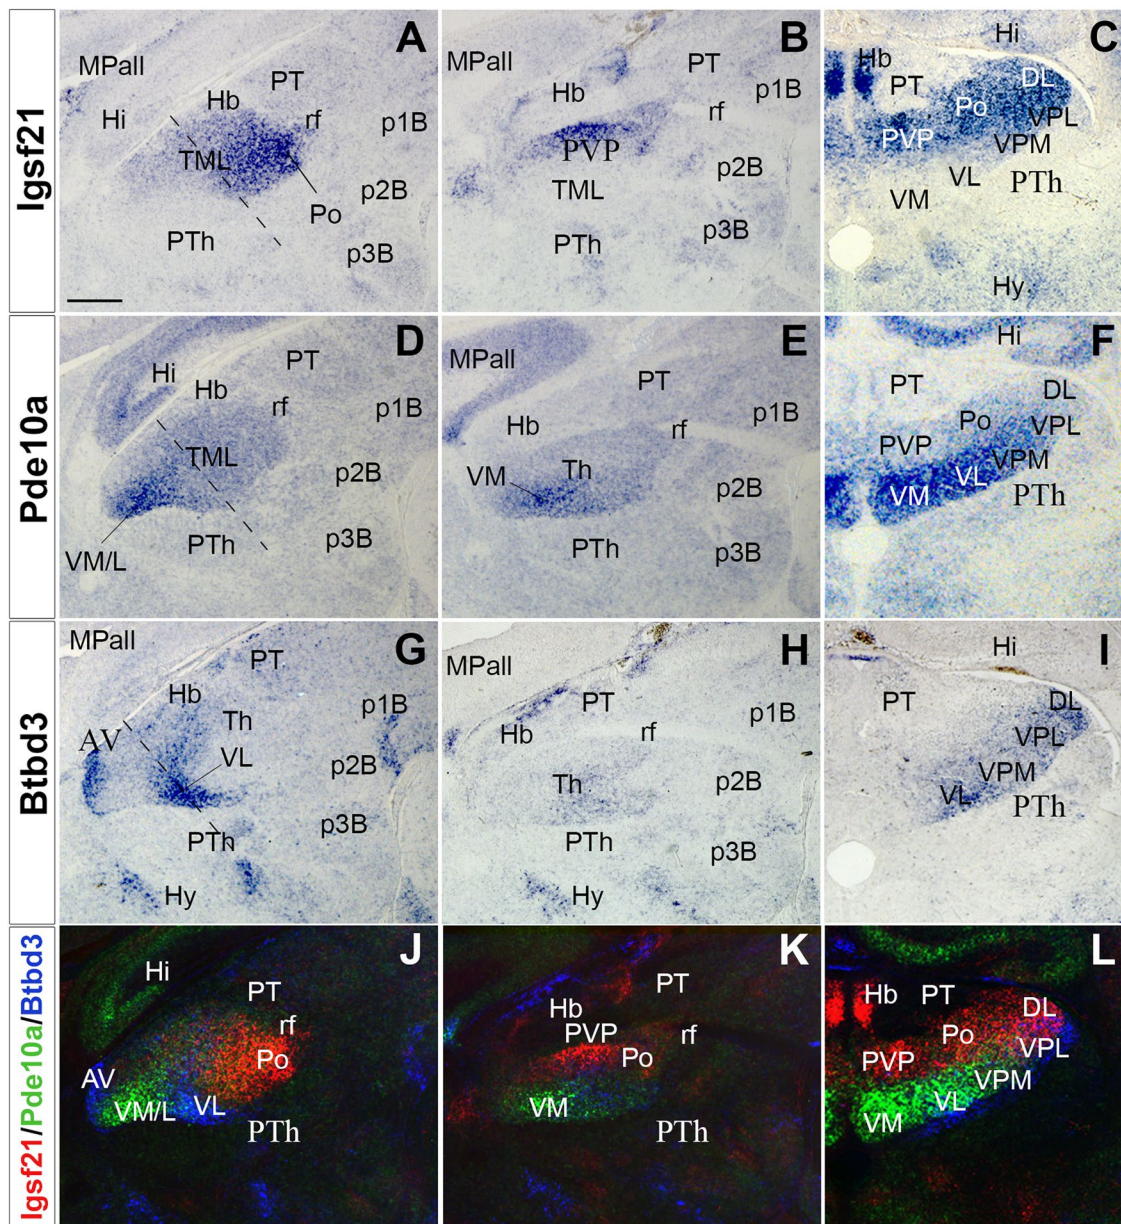 Igsf21
A
MPall
PT
Hb
Hi
rf
p1B
TML
p2B
Po
PTh
p3B
B
MPall
PT
Hb
p1B
rf
PVP
p2B
TML
p3B
PTh
C
Hi
Hb
PT
DL
Po
VPL
PVP
VPM
VL
PTh
VM
Hy
Pde10a
D
PT
Hi
Hb
rf
p1B
TML
p2B
p3B
PTh
VM/L
E
MPall
PT
p1B
Hb
rf
VM
Th
p2B
PTh
p3B
F
Hi
PT
DL
Po
VPL
PVP
VPM
VL
VM
PTh
Btbd3
G
MPall
PT
Hb
Th
p1B
AV
VL
p2B
p3B
PTh
Hy
H
MPall
PT
Hb
rf
p1B
Th
p2B
PTh
p3B
Hy
I
Hi
PT
DL
VPL
VPM
VL
PTh
Igsf21/Pde10a/Btbd3
J
Hi
PT
rf
Po
AV
VM/L
VL
PTh
K
PT
Hb
PVP
rf
Po
VM
PTh
L
Hb
PT
DL
Po
VPL
PVP
VPM
VL
VM